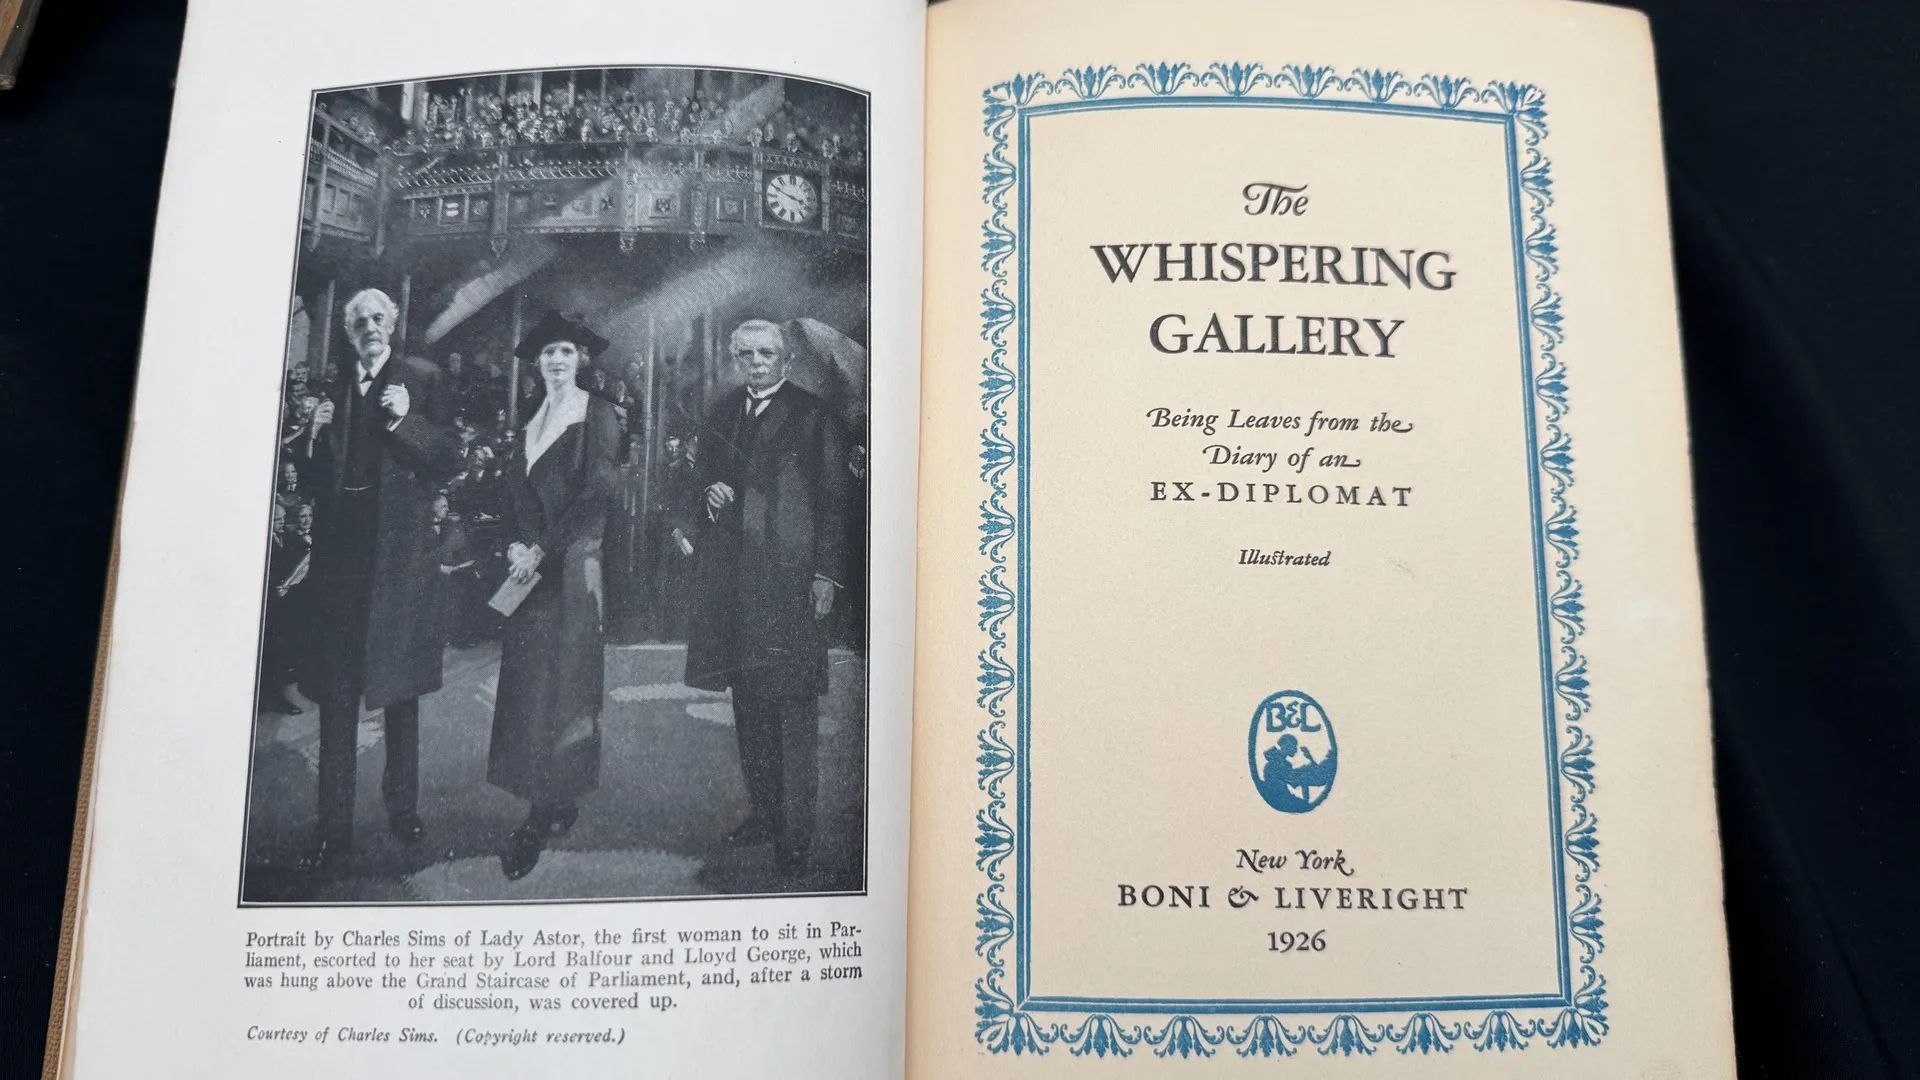 Portrait by Charles Sims of Lady Astor, the first woman to sit in Par-
liament, escorted to her seat by Lord Balfour and Lloyd George, which
was hung above the Grand Staircase of Parliament, and, after a storm
of discussion, was covered up.
Courtesy of Charles Sims. (Copyright reserved.)
The
WHISPERING
GALLERY
Being Leaves from the
Diary of an
EX-DIPLOMAT
Illustrated
B&L
New York
BONI & LIVERIGHT
1926